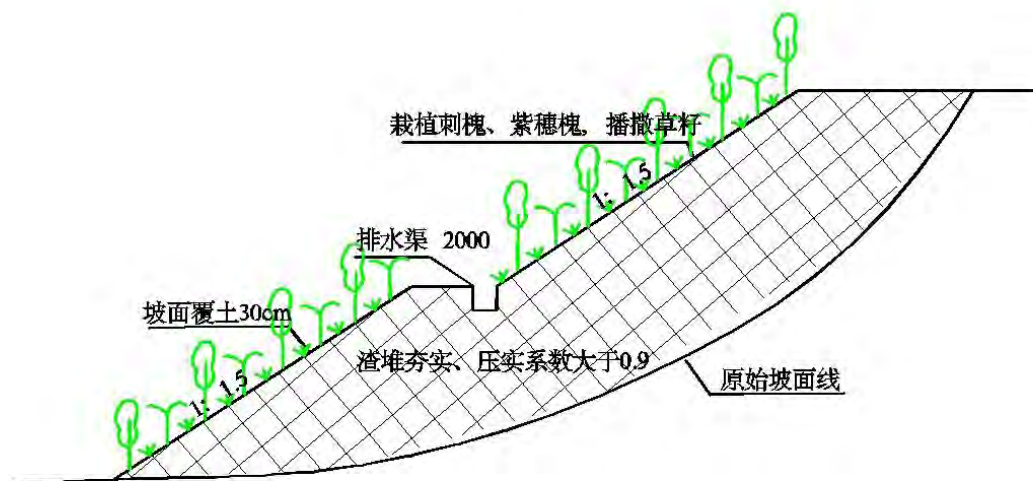 栽植刺槐、紫穗槐, 播撒草籽
1: 1.5
排水渠 2000
坡面覆土30cm
渣堆夯实、压实系数大于0.9
原始坡面线
1: 1.5